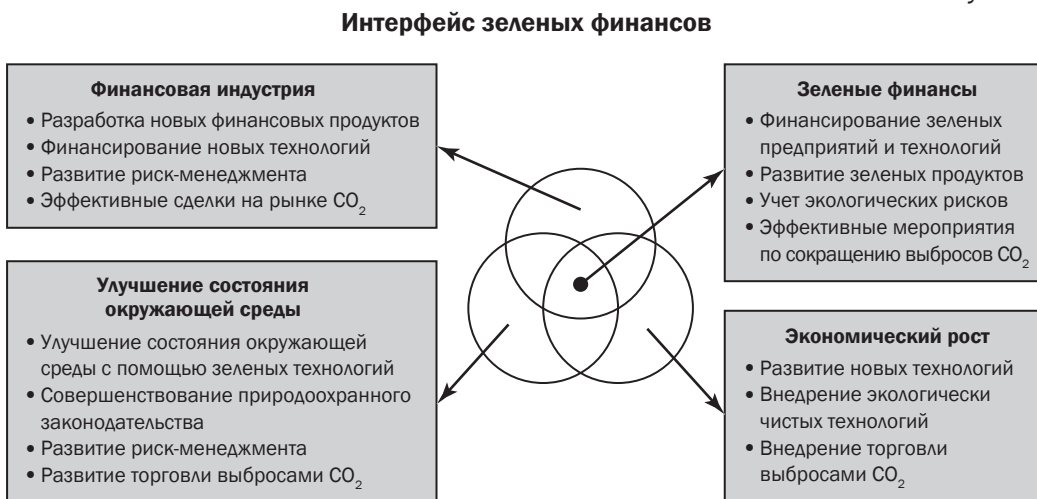 Интерфейс зеленых финансов
Финансовая индустрия
• Разработка новых финансовых продуктов
• Финансирование новых технологий
• Развитие риск-менеджмента
• Эффективные сделки на рынке CO₂
Зеленые финансы
• Финансирование зеленых
предприятий и технологий
• Развитие зеленых продуктов
• Учет экологических рисков
• Эффективные мероприятия
по сокращению выбросов CO₂
Улучшение состояния
окружающей среды
• Улучшение состояния окружающей
среды с помощью зеленых технологий
• Совершенствование природоохранного
законодательства
• Развитие риск-менеджмента
• Развитие торговли выбросами CO₂
Экономический рост
• Развитие новых технологий
• Внедрение экологически
чистых технологий
• Внедрение торговли
выбросами CO₂